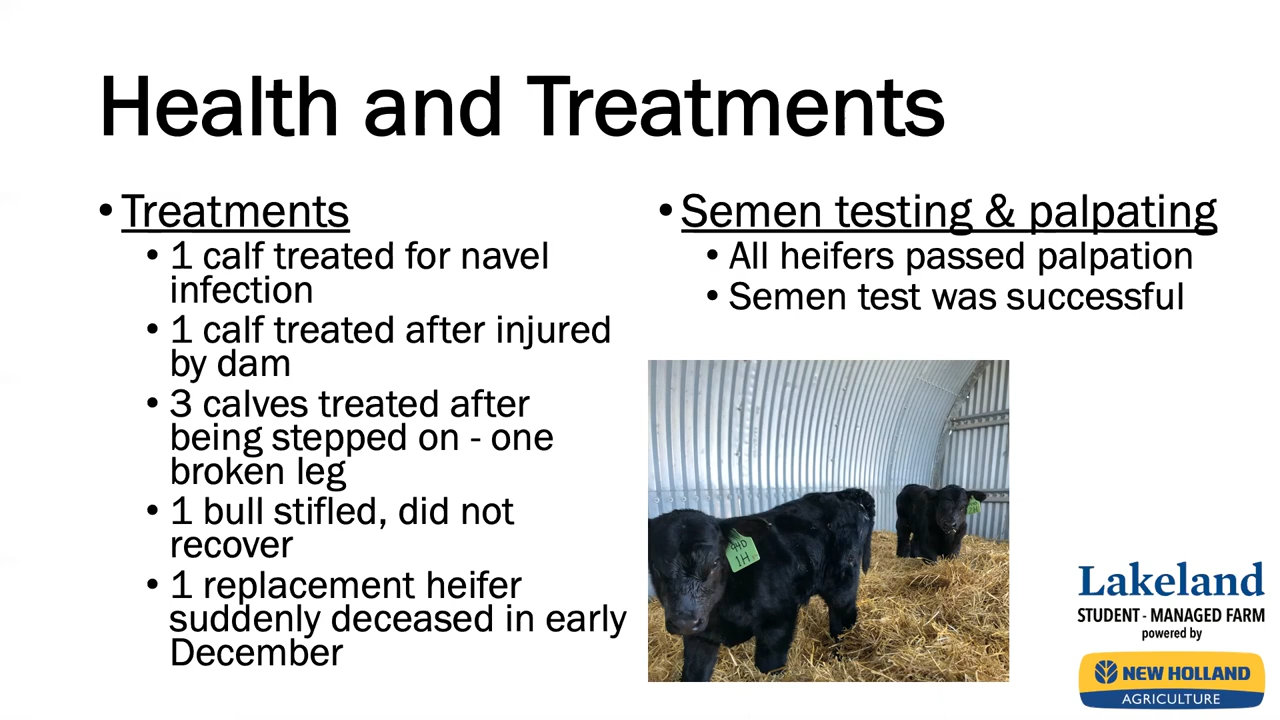 Health and Treatments
• Treatments
• 1 calf treated for navel
infection
• 1 calf treated after injured
by dam
• 3 calves treated after
being stepped on - one
broken leg
• 1 bull stifled, did not
recover
• 1 replacement heifer
suddenly deceased in early
December
• Semen testing & palpating
• All heifers passed palpation
• Semen test was successful
1H
Lakeland
STUDENT - MANAGED FARM
powered by
NEW HOLLAND
AGRICULTURE